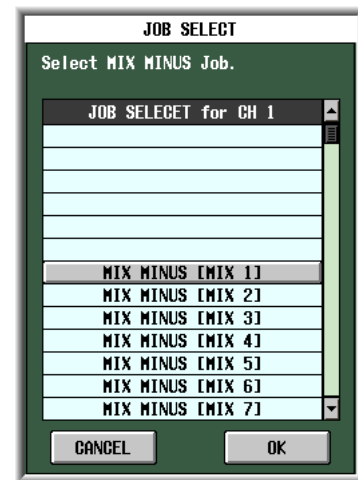 JOB SELECT
Select MIX MINUS Job.
JOB SELECET for CH 1
MIX MINUS [MIX 1]
MIX MINUS [MIX 2]
MIX MINUS [MIX 3]
MIX MINUS [MIX 4]
MIX MINUS [MIX 5]
MIX MINUS [MIX 6]
MIX MINUS [MIX 7]
CANCEL OK